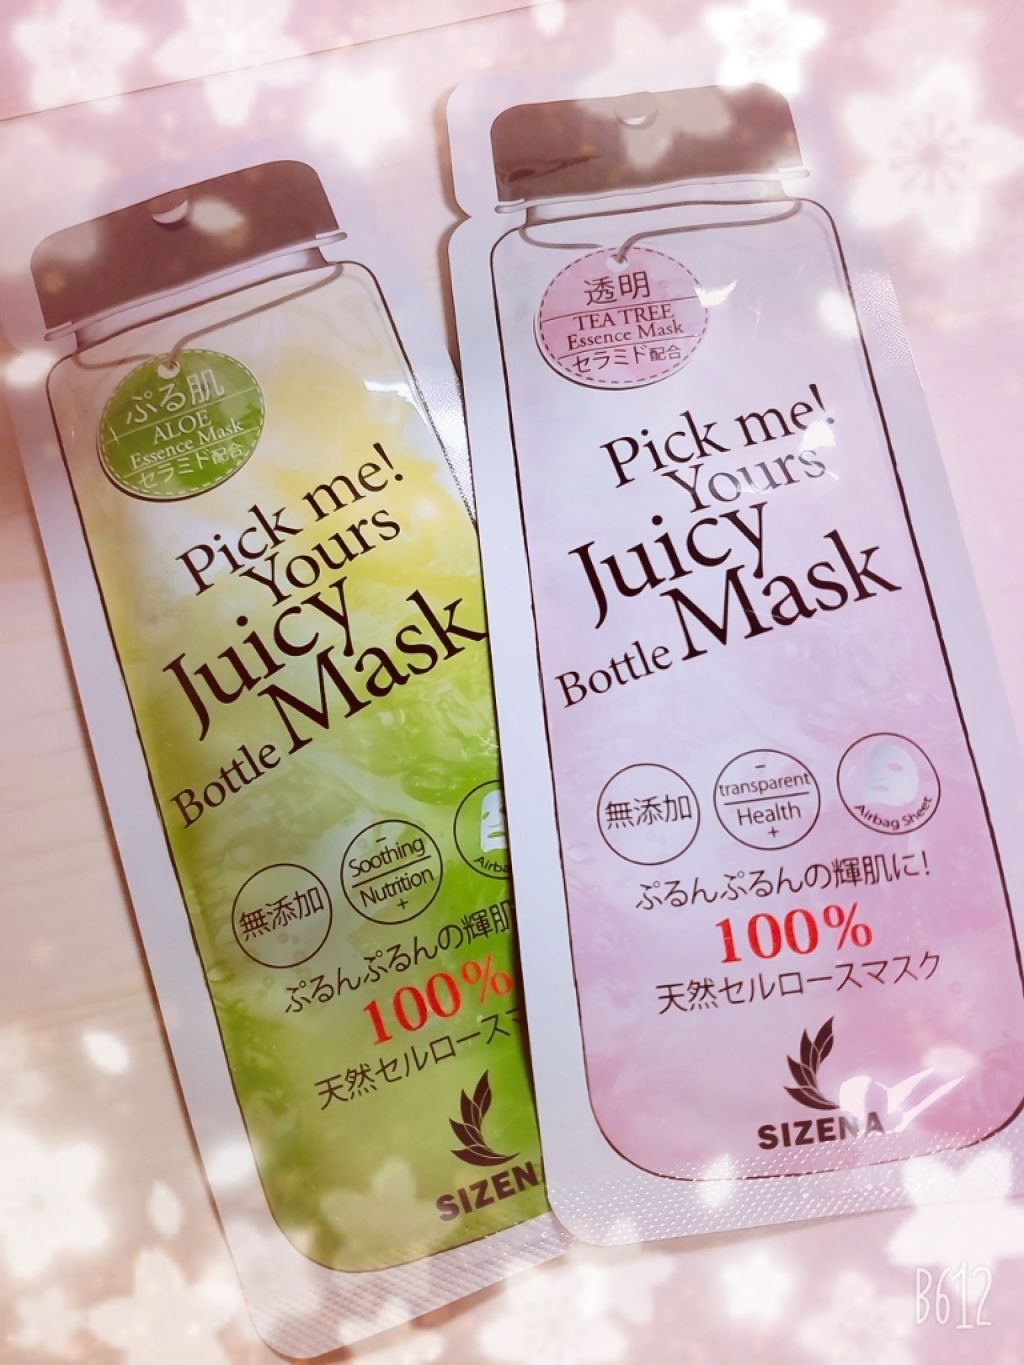 ぷる肌
ALOE
Essence Mask
セラミド配合
Pick me!
Yours
Juicy
Bottle Mask
無添加
Soothing
Nutrition
+
ぷるんぷるんの輝肌
100%
天然セルロース
SIZEN
透明
TEA TREE
Essence Mask
セラミド配合
Pick me!
Yours
Juicy
Bottle Mask
無添加
transparent
Health
+
Airbag Sheet
ぷるんぷるんの輝肌に!
100%
天然セルロースマスク
SIZENA
B612